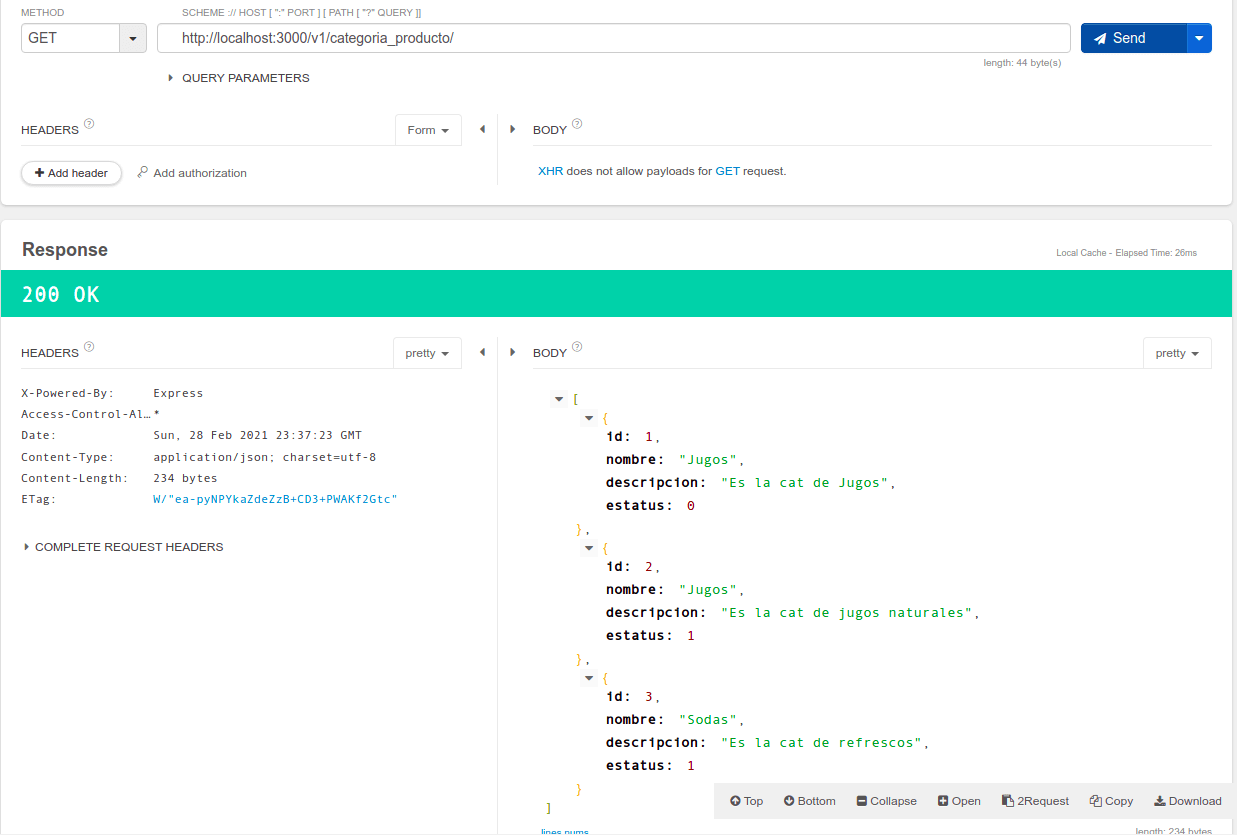 METHOD
SCHEME :// HOST [ ":" PORT ] [ PATH [ "?" QUERY ]]
GET
http://localhost:3000/v1/categoria_producto/
Send
length: 44 byte(s)
QUERY PARAMETERS
HEADERS ?
Form
BODY ?
+ Add header
Add authorization
XHR does not allow payloads for GET request.
Response
Local Cache - Elapsed Time: 26ms
200 OK
HEADERS ?
pretty
BODY ?
pretty
X-Powered-By: Express
Access-Control-Al... *
Date: Sun, 28 Feb 2021 23:37:23 GMT
Content-Type: application/json; charset=utf-8
Content-Length: 234 bytes
ETag: W/"ea-pyNPYkaZdeZzB+CD3+PWAKf2Gtc"
COMPLETE REQUEST HEADERS
[
{
id: 1,
nombre: "Jugos",
descripcion: "Es la cat de Jugos",
estatus: 0
},
{
id: 2,
nombre: "Jugos",
descripcion: "Es la cat de jugos naturales",
estatus: 1
},
{
id: 3,
nombre: "Sodas",
descripcion: "Es la cat de refrescos",
estatus: 1
}
]
Top Bottom Collapse Open 2Request Copy Download
lines nums
length: 234 bytes